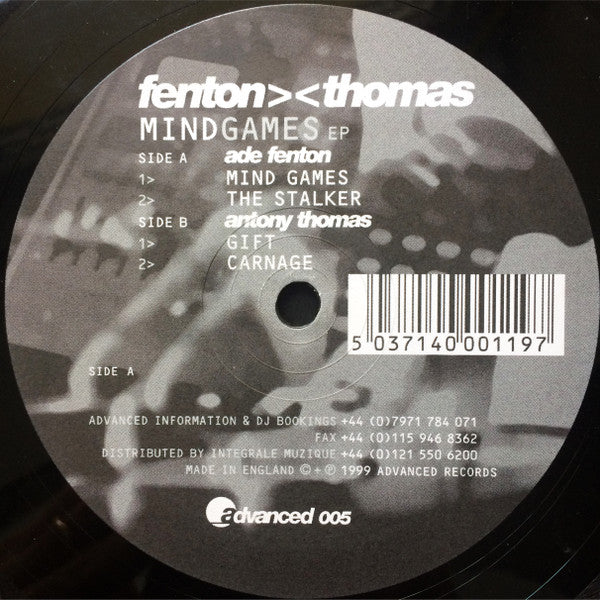 fenton><thomas
MINDGAMES EP
SIDE A ade fenton
1> MIND GAMES
2> THE STALKER
SIDE B antony thomas
1> GIFT
2> CARNAGE
5 037140 001197
SIDE A
ADVANCED INFORMATION & DJ BOOKINGS +44 (0)7971 784 071
FAX +44 (0)115 946 8362
DISTRIBUTED BY INTEGRALE MUZIQUE +44 (0)121 550 6200
MADE IN ENGLAND ©+℗ 1999 ADVANCED RECORDS
advanced 005